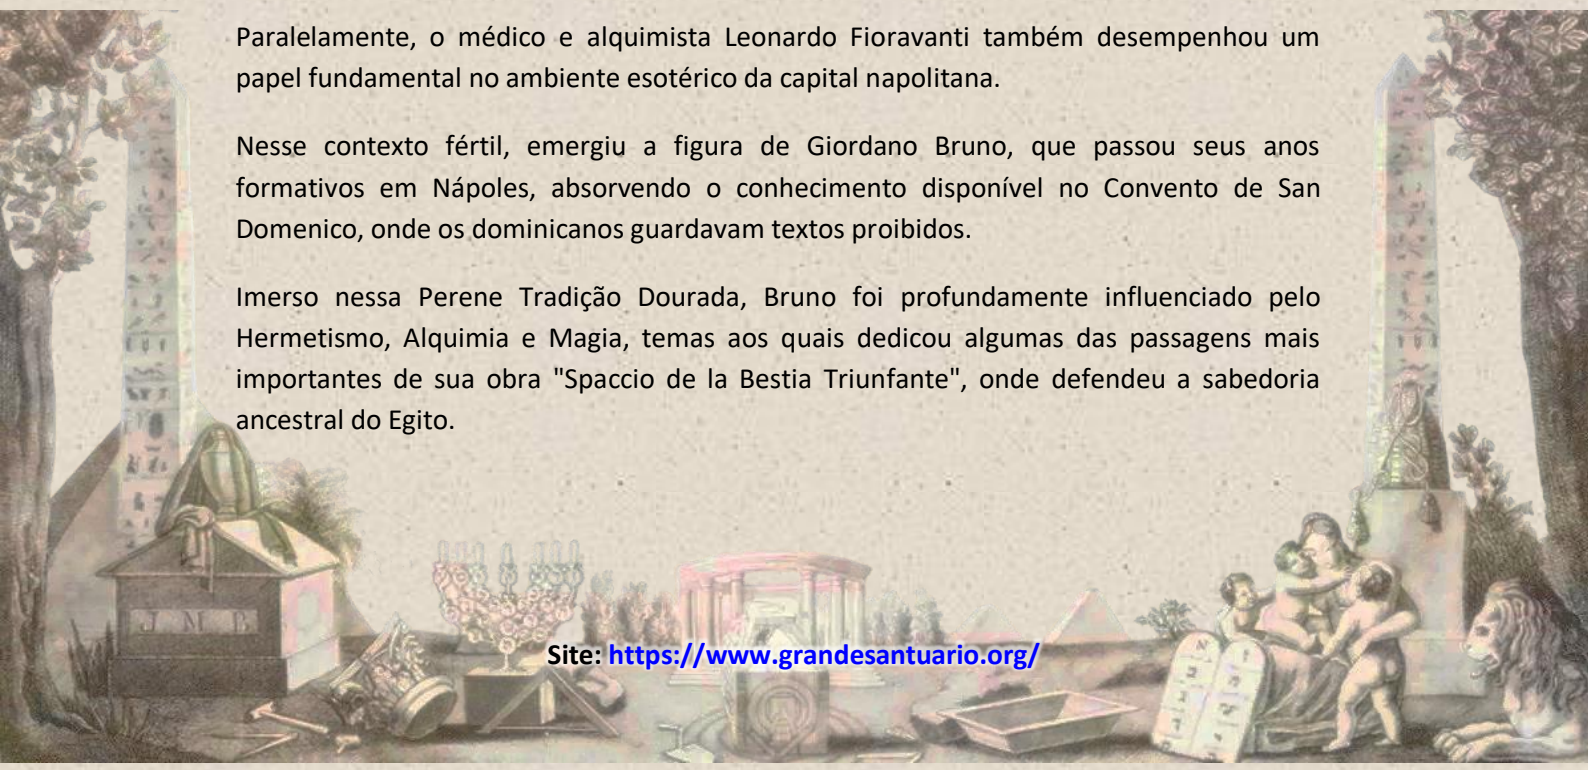 Paralelamente, o médico e alquimista Leonardo Fioravanti também desempenhou um
papel fundamental no ambiente esotérico da capital napolitana.
Nesse contexto fértil, emergiu a figura de Giordano Bruno, que passou seus anos
formativos em Nápoles, absorvendo o conhecimento disponível no Convento de San
Domenico, onde os dominicanos guardavam textos proibidos.
Imerso nessa Perene Tradição Dourada, Bruno foi profundamente influenciado pelo
Hermetismo, Alquimia e Magia, temas aos quais dedicou algumas das passagens mais
importantes de sua obra "Spaccio de la Bestia Triunfante", onde defendeu a sabedoria
ancestral do Egito.
J M B
Site: https://www.grandesantuario.org/